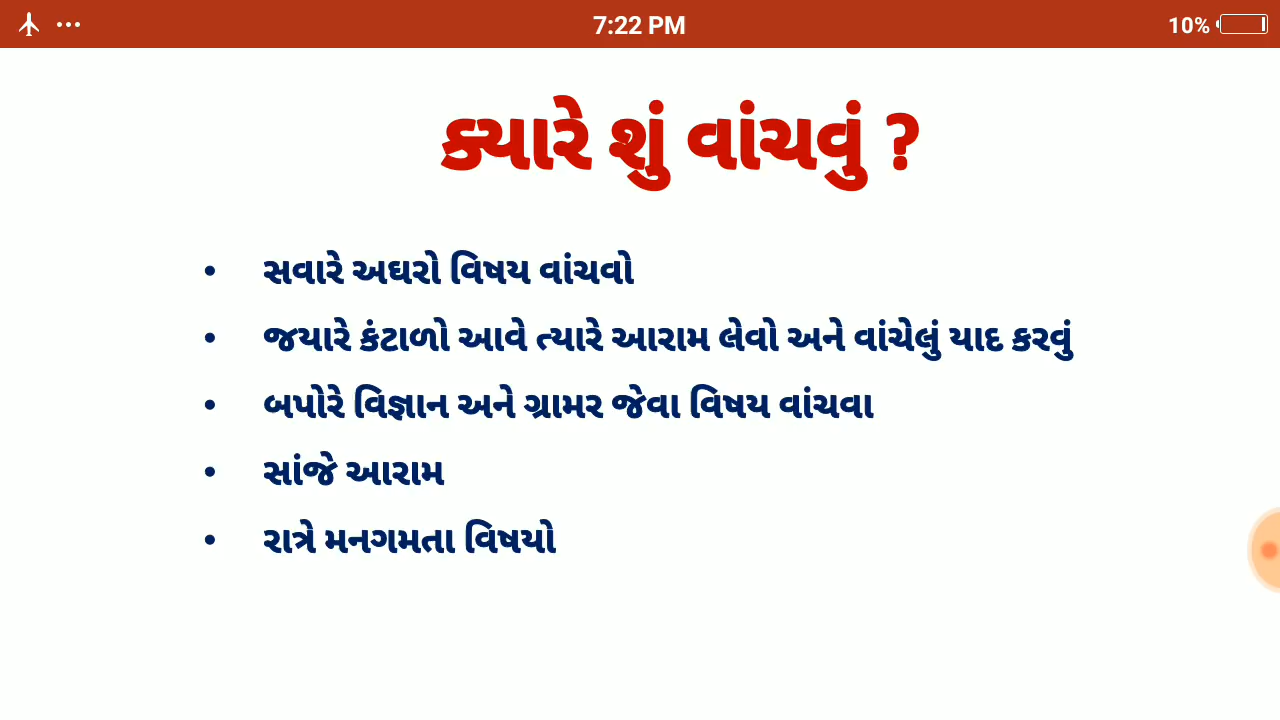 7:22 PM
10%
ક્યારે શું વાંચવું ?
• સવારે અઘરો વિષય વાંચવો
• જયારે કંટાળો આવે ત્યારે આરામ લેવો અને વાંચેલું યાદ કરવું
• બપોરે વિજ્ઞાન અને ગ્રામર જેવા વિષય વાંચવા
• સાંજે આરામ
• રાત્રે મનગમતા વિષયો